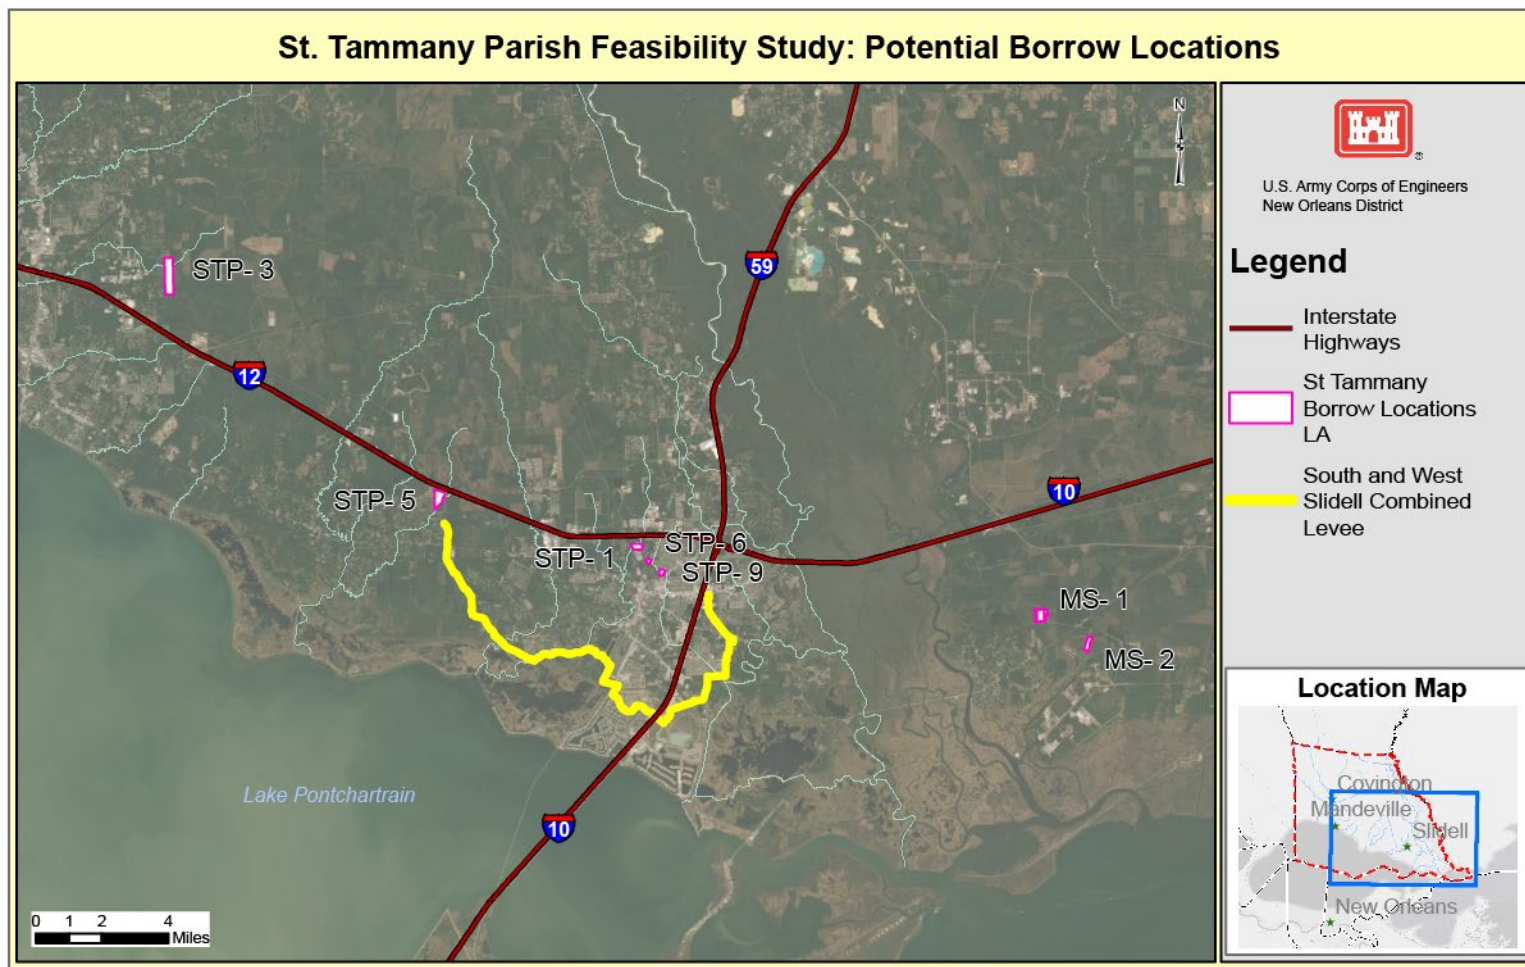 St. Tammany Parish Feasibility Study: Potential Borrow Locations
N
STP- 3
59
12
10
STP- 5
STP- 1
STP- 6
STP- 9
MS- 1
MS- 2
Lake Pontchartrain
10
0 1 2 4
Miles
®
U.S. Army Corps of Engineers
New Orleans District
Legend
Interstate
Highways
St Tammany
Borrow Locations
LA
South and West
Slidell Combined
Levee
Location Map
Covington
Mandeville
Slidell
New Orleans